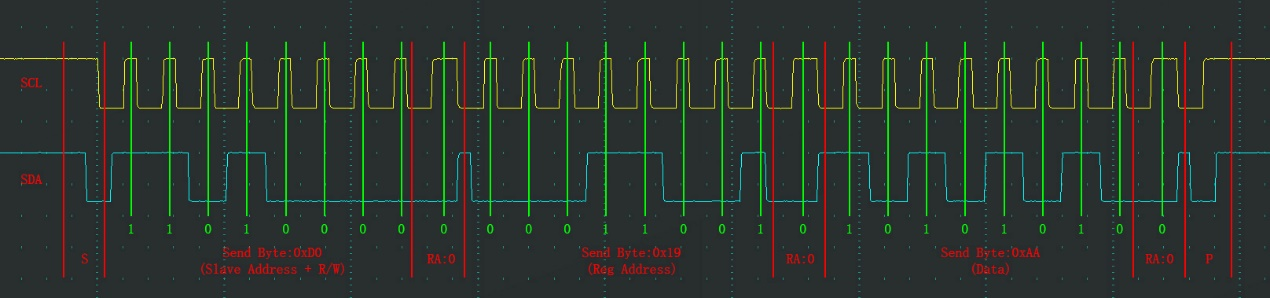 SCL
SDA
1 1 0 1 0 0 0 0 0 0 0 0 1 1 0 0 1 0 1 0 1 0 1 0 1 0 0
S
Send Byte:0xD0
(Slave Address + R/W)
RA:0
Send Byte:0x19
(Reg Address)
RA:0
Send Byte:0xAA
(Data)
RA:0
P